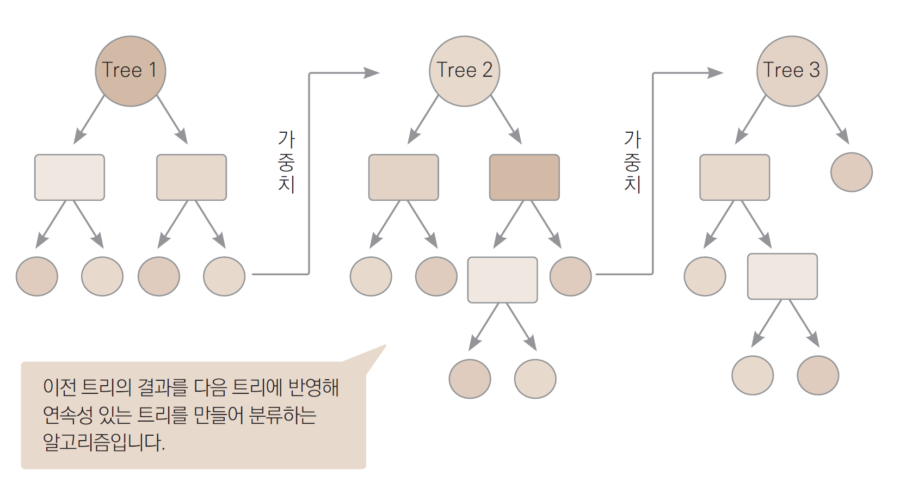 Tree 1
Tree 2
Tree 3
가중치
가중치
이전 트리의 결과를 다음 트리에 반영해
연속성 있는 트리를 만들어 분류하는
알고리즘입니다.